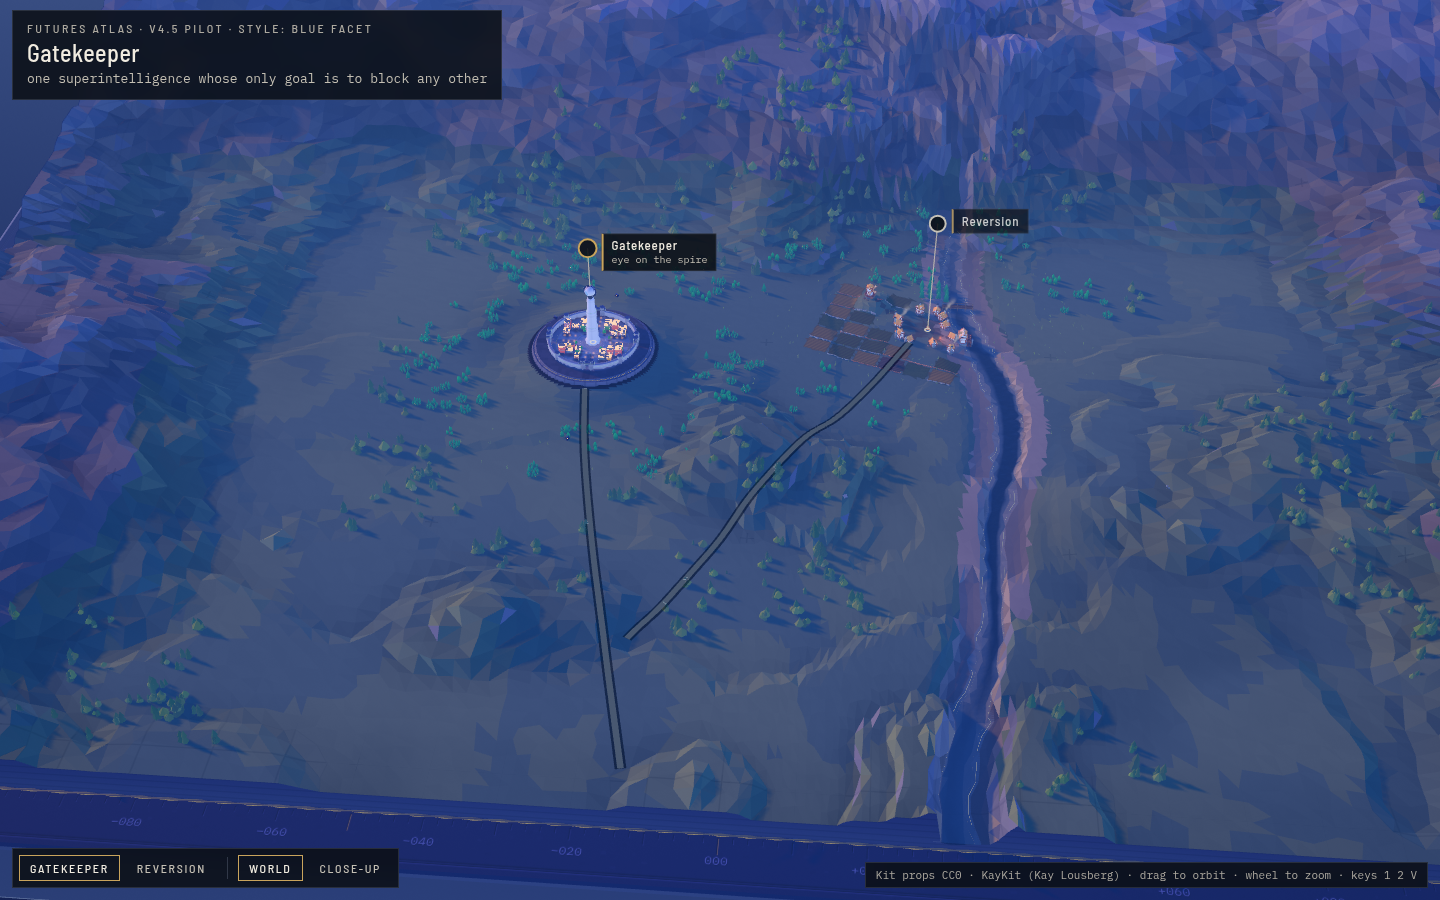 FUTURES ATLAS · V4.5 PILOT · STYLE: BLUE FACET
Gatekeeper
one superintelligence whose only goal is to block any other
Reversion
Gatekeeper
eye on the spire
-080
-060
-040
-020
000
GATEKEEPER
REVERSION
WORLD
CLOSE-UP
Kit props CC0 · KayKit (Kay Lousberg) · drag to orbit · wheel to zoom · keys 1 2 V
+060